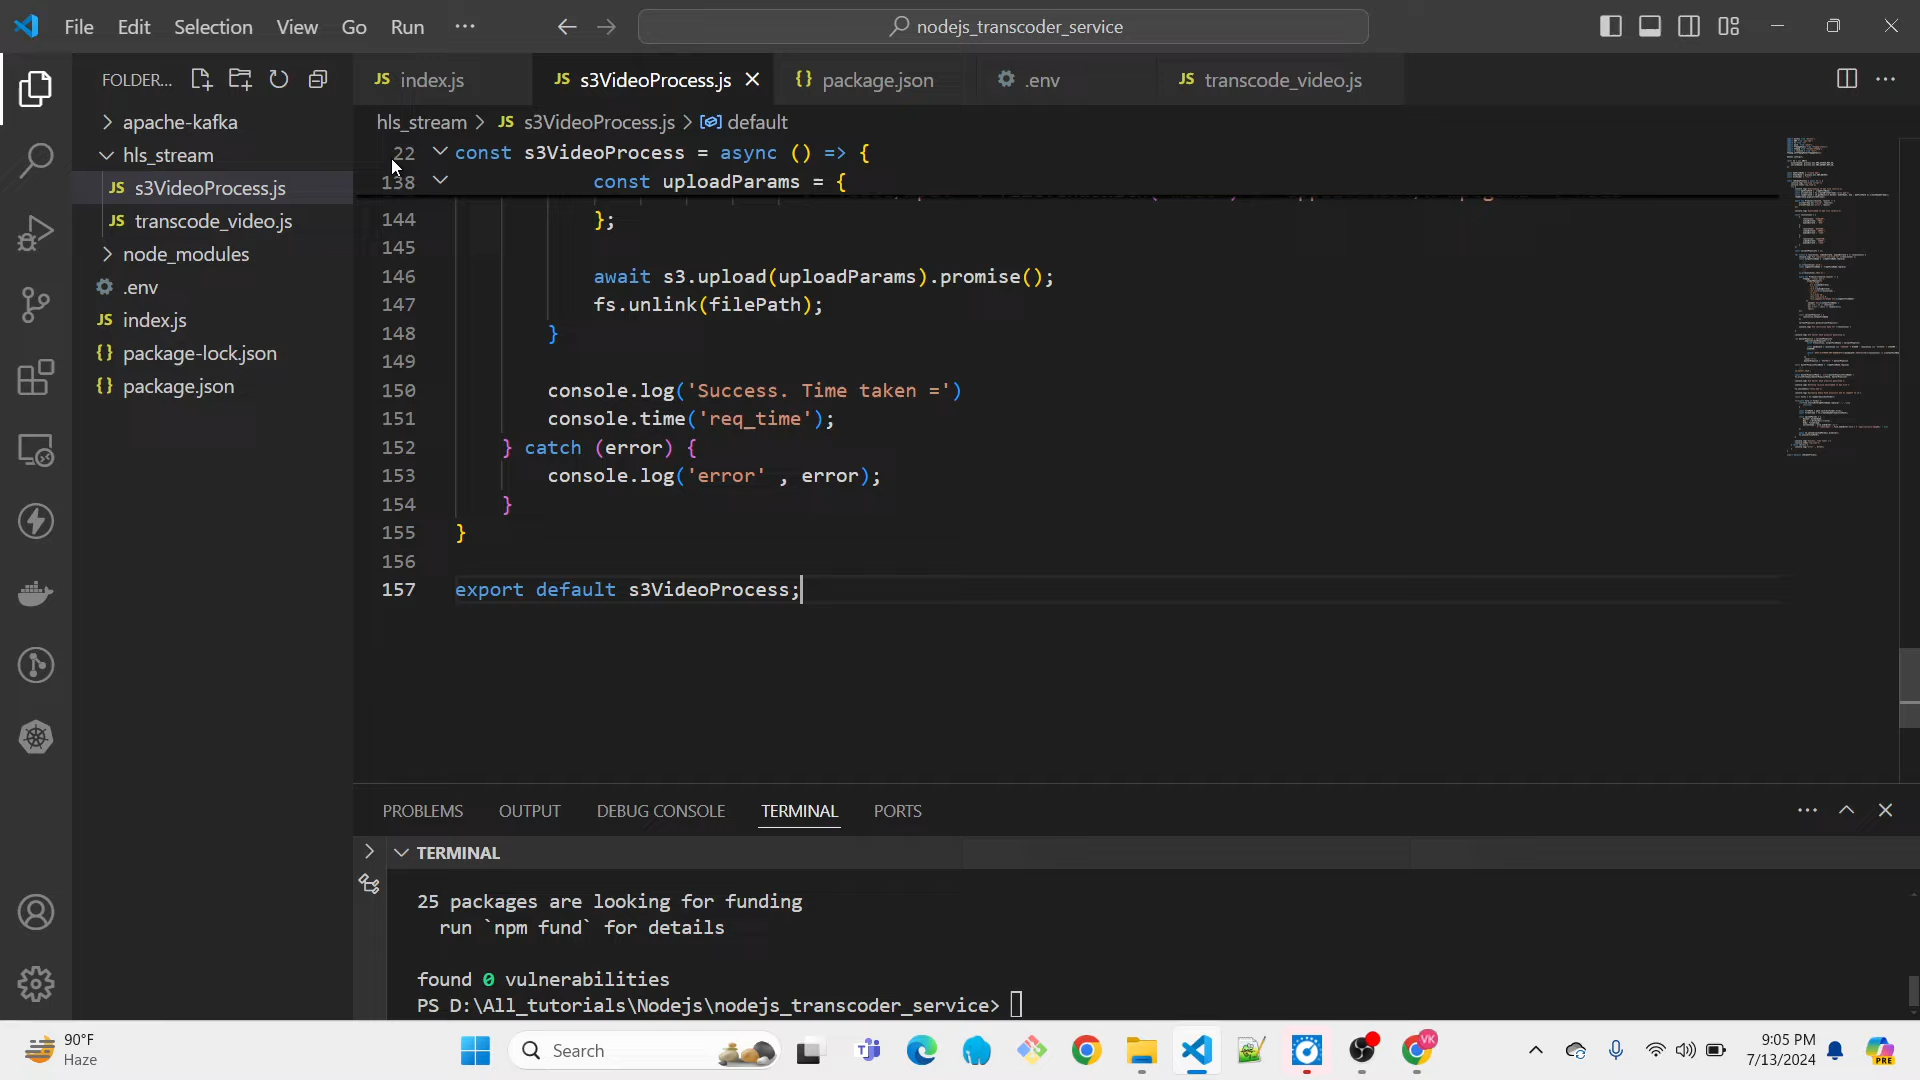 File Edit Selection View Go Run ··· nodejs_transcoder_service
FOLDER... JS index.js JS s3VideoProcess.js {} package.json .env JS transcode_video.js
apache-kafka
hls_stream
JS s3VideoProcess.js
JS transcode_video.js
node_modules
.env
JS index.js
{} package-lock.json
{} package.json
hls_stream > JS s3VideoProcess.js > default
22 const s3VideoProcess = async () => {
138 const uploadParams = {
144 };
145
146 await s3.upload(uploadParams).promise();
147 fs.unlink(filePath);
148 }
149
150 console.log('Success. Time taken =')
151 console.time('req_time');
152 } catch (error) {
153 console.log('error' , error);
154 }
155 }
156
157 export default s3VideoProcess;
PROBLEMS OUTPUT DEBUG CONSOLE TERMINAL PORTS
TERMINAL
25 packages are looking for funding
run `npm fund` for details
found 0 vulnerabilities
PS D:\All_tutorials\Nodejs\nodejs_transcoder_service>
90°F
Haze
Search
VK
9:05 PM
7/13/2024
PRE